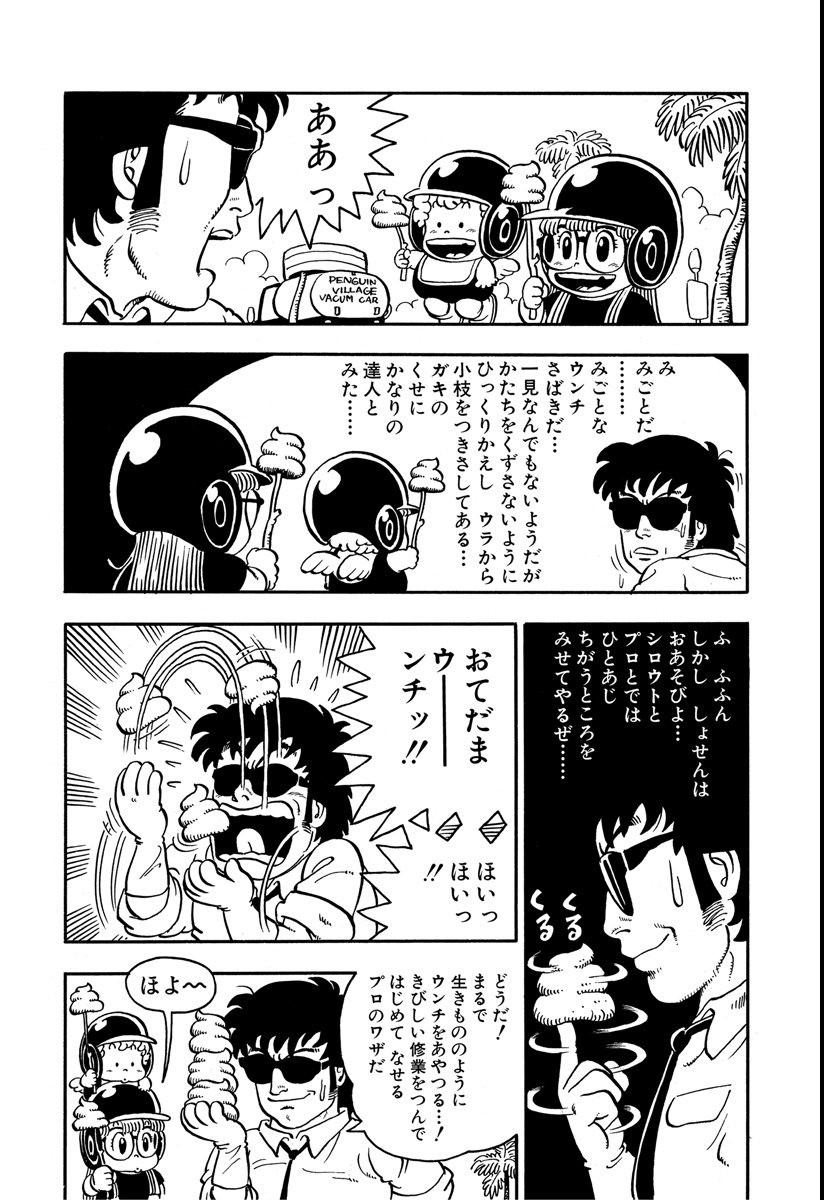 ああっ
PENGUIN
VILLAGE
VACUM CAR
み
みごとだ
………
みごとな
ウンチ
さばきだ…
一見なんでもないようだが
かたちをくずさないように
ひっくりかえし ウラから
小枝をつきさしてある…
ガキの
くせに
かなりの
達人と
みた……
ふ ふふん
しかし しょせんは
おあそびよ…
シロウトと
プロとでは
ひとあじ
ちがうところを
みせてやるぜ……
くる
くる
おてだま
ウ――
ンチッ!!
ほいっ
ほいっ
!!
どうだ!
まるで
生きもののように
ウンチをあやつる…!
きびしい修業をつんで
はじめて なせる
プロのワザだ
ほよ〜〜